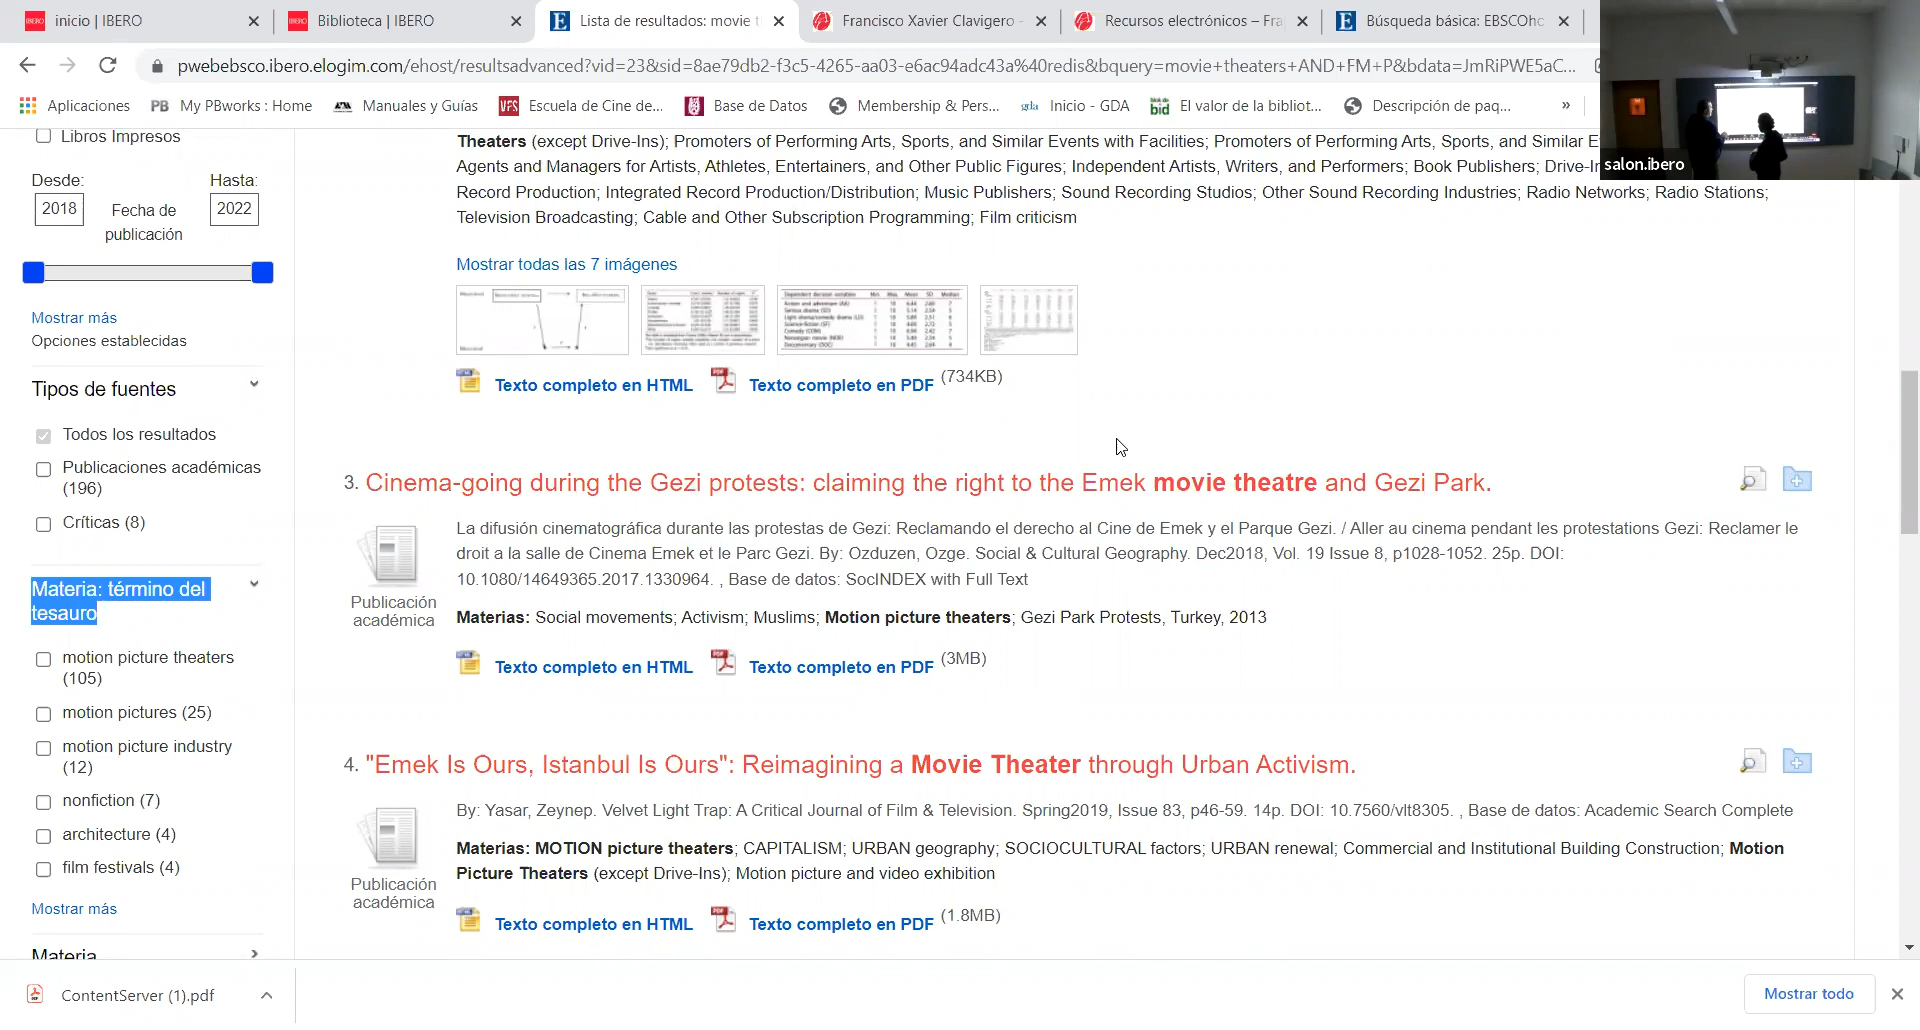 inicio | IBERO
Biblioteca | IBERO
Lista de resultados: movie t
Francisco Xavier Clavigero -
Recursos electrónicos – Fra
Búsqueda básica: EBSCOho
pwebebsco.ibero.elogim.com/ehost/resultsadvanced?vid=23&sid=8ae79db2-f3c5-4265-aa03-e6ac94adc43a%40redis&bquery=movie+theaters+AND+FM+P&bdata=JmRiPWE5aC...
Aplicaciones
PB My PBworks : Home
Manuales y Guías
Escuela de Cine de...
Base de Datos
Membership & Pers...
gda Inicio - GDA
bid El valor de la bibliot...
Descripción de paq...
»
salon.ibero
Libros Impresos
Desde:
Hasta:
2018
Fecha de publicación
2022
Mostrar más
Opciones establecidas
Tipos de fuentes
Todos los resultados
Publicaciones académicas
(196)
Críticas (8)
Materia: término del
tesauro
motion picture theaters
(105)
motion pictures (25)
motion picture industry
(12)
nonfiction (7)
architecture (4)
film festivals (4)
Mostrar más
Materia
Theaters (except Drive-Ins); Promoters of Performing Arts, Sports, and Similar Events with Facilities; Promoters of Performing Arts, Sports, and Similar E
Agents and Managers for Artists, Athletes, Entertainers, and Other Public Figures; Independent Artists, Writers, and Performers; Book Publishers; Drive-Ir
Record Production; Integrated Record Production/Distribution; Music Publishers; Sound Recording Studios; Other Sound Recording Industries; Radio Networks; Radio Stations;
Television Broadcasting; Cable and Other Subscription Programming; Film criticism
Mostrar todas las 7 imágenes
Texto completo en HTML
Texto completo en PDF (734KB)
3. Cinema-going during the Gezi protests: claiming the right to the Emek movie theatre and Gezi Park.
La difusión cinematográfica durante las protestas de Gezi: Reclamando el derecho al Cine de Emek y el Parque Gezi. / Aller au cinema pendant les protestations Gezi: Reclamer le
droit a la salle de Cinema Emek et le Parc Gezi. By: Ozduzen, Ozge. Social & Cultural Geography. Dec2018, Vol. 19 Issue 8, p1028-1052. 25p. DOI:
10.1080/14649365.2017.1330964. , Base de datos: SocINDEX with Full Text
Publicación
académica
Materias: Social movements; Activism; Muslims; Motion picture theaters; Gezi Park Protests, Turkey, 2013
Texto completo en HTML
Texto completo en PDF (3MB)
4. "Emek Is Ours, Istanbul Is Ours": Reimagining a Movie Theater through Urban Activism.
By: Yasar, Zeynep. Velvet Light Trap: A Critical Journal of Film & Television. Spring2019, Issue 83, p46-59. 14p. DOI: 10.7560/vlt8305. , Base de datos: Academic Search Complete
Materias: MOTION picture theaters; CAPITALISM; URBAN geography; SOCIOCULTURAL factors; URBAN renewal; Commercial and Institutional Building Construction; Motion
Picture Theaters (except Drive-Ins); Motion picture and video exhibition
Publicación
académica
Texto completo en HTML
Texto completo en PDF (1.8MB)
ContentServer (1).pdf
Mostrar todo